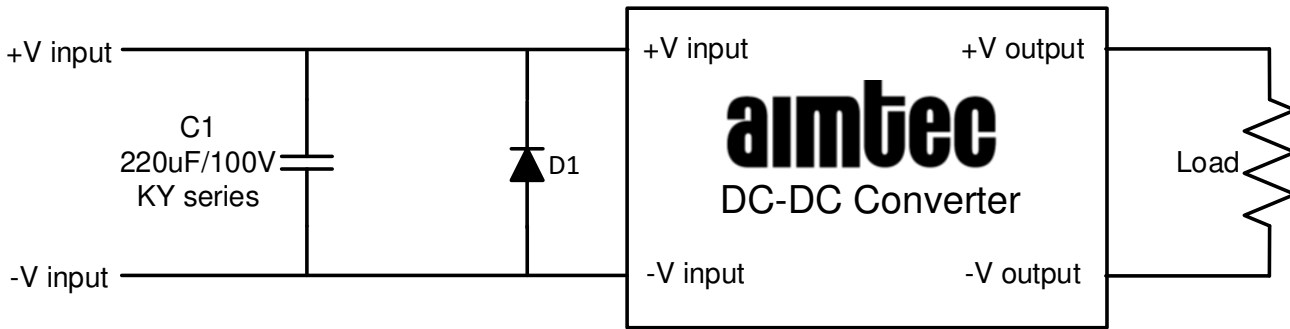 +V input
-V input
C1
220uF/100V
KY series
D1
+V input
+V output
aimtec
DC-DC Converter
-V input
-V output
Load